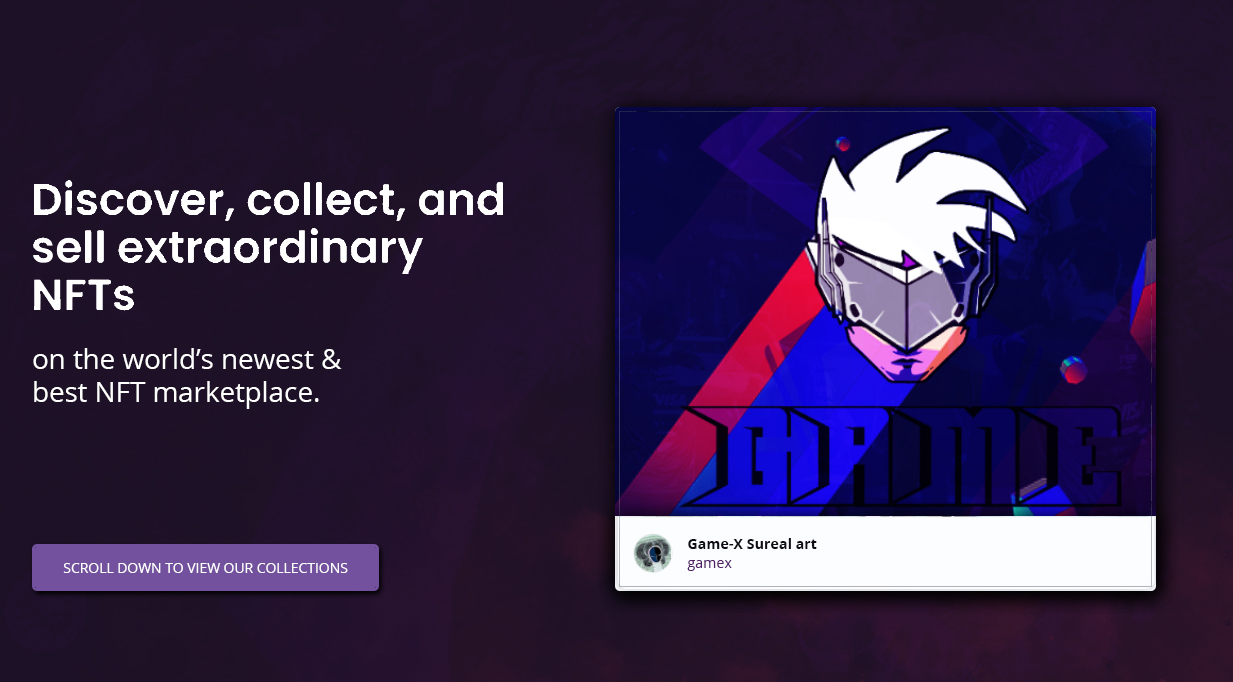 Discover, collect, and
sell extraordinary
NFTs
on the world’s newest &
best NFT marketplace.
SCROLL DOWN TO VIEW OUR COLLECTIONS
GAME
Game-X Sureal art
gamex